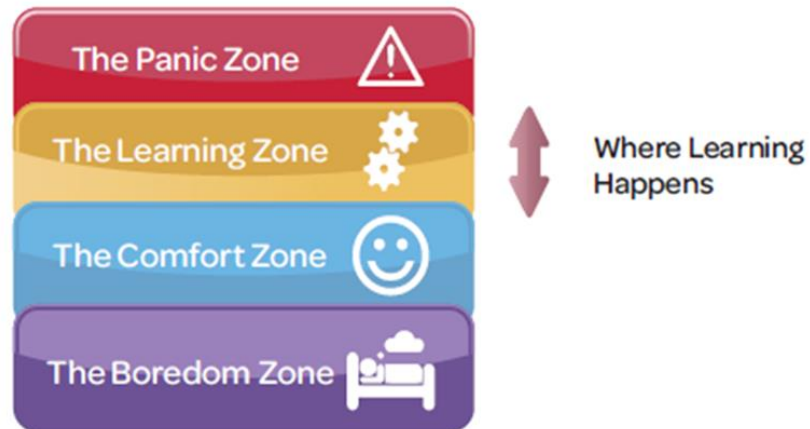 The Panic Zone
The Learning Zone
Where Learning
Happens
The Comfort Zone
The Boredom Zone